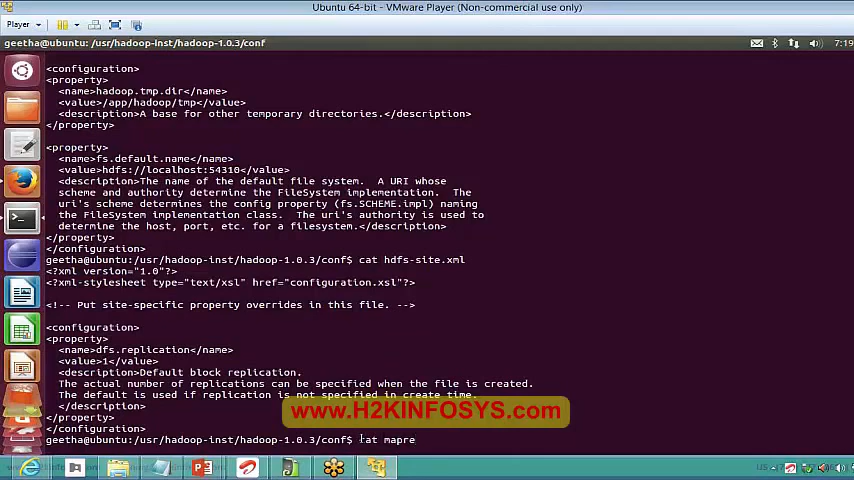 Ubuntu 64-bit - VMware Player (Non-commercial use only)
Player
geetha@ubuntu: /usr/hadoop-inst/hadoop-1.0.3/conf
7:19
<configuration>
<property>
<name>hadoop.tmp.dir</name>
<value>/app/hadoop/tmp</value>
<description>A base for other temporary directories.</description>
</property>
<property>
<name>fs.default.name</name>
<value>hdfs://localhost:54310</value>
<description>The name of the default file system.  A URI whose
scheme and authority determine the FileSystem implementation.  The
uri's scheme determines the config property (fs.SCHEME.impl) naming
the FileSystem implementation class.  The uri's authority is used to
determine the host, port, etc. for a filesystem.</description>
</property>
</configuration>
geetha@ubuntu:/usr/hadoop-inst/hadoop-1.0.3/conf$ cat hdfs-site.xml
<?xml version="1.0"?>
<?xml-stylesheet type="text/xsl" href="configuration.xsl"?>
<!-- Put site-specific property overrides in this file. -->
<configuration>
<property>
<name>dfs.replication</name>
<value>1</value>
<description>Default block replication.
The actual number of replications can be specified when the file is created.
The default is used if replication is not specified in create time.
</description>
</property>
</configuration>
www.H2KINFOSYS.com
geetha@ubuntu:/usr/hadoop-inst/hadoop-1.0.3/conf$ cat mapre